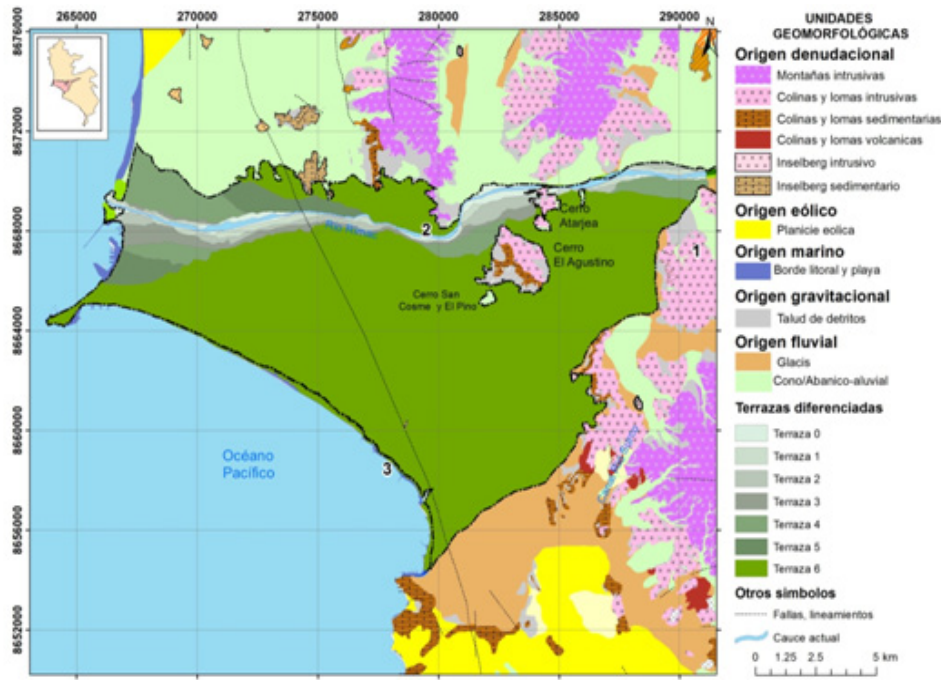 265000 270000 275000 280000 285000 290000 N
8676000
8672000
8668000
8664000
8660000
8656000
8652000
Río Rímac
Cerro
Atarjea
Cerro
El Agustino
Cerro San
Cosme y El Pino
Océano
Pacífico
1
2
3
UNIDADES
GEOMORFOLÓGICAS
Origen denudacional
Montañas intrusivas
Colinas y lomas intrusivas
Colinas y lomas sedimentarias
Colinas y lomas volcanicas
Inselberg intrusivo
Inselberg sedimentario
Origen eólico
Planicie eolica
Origen marino
Borde litoral y playa
Origen gravitacional
Talud de detritos
Origen fluvial
Glacis
Cono/Abanico-aluvial
Terrazas diferenciadas
Terraza 0
Terraza 1
Terraza 2
Terraza 3
Terraza 4
Terraza 5
Terraza 6
Otros simbolos
Fallas, lineamientos
Cauce actual
0 1.25 2.5 5 km